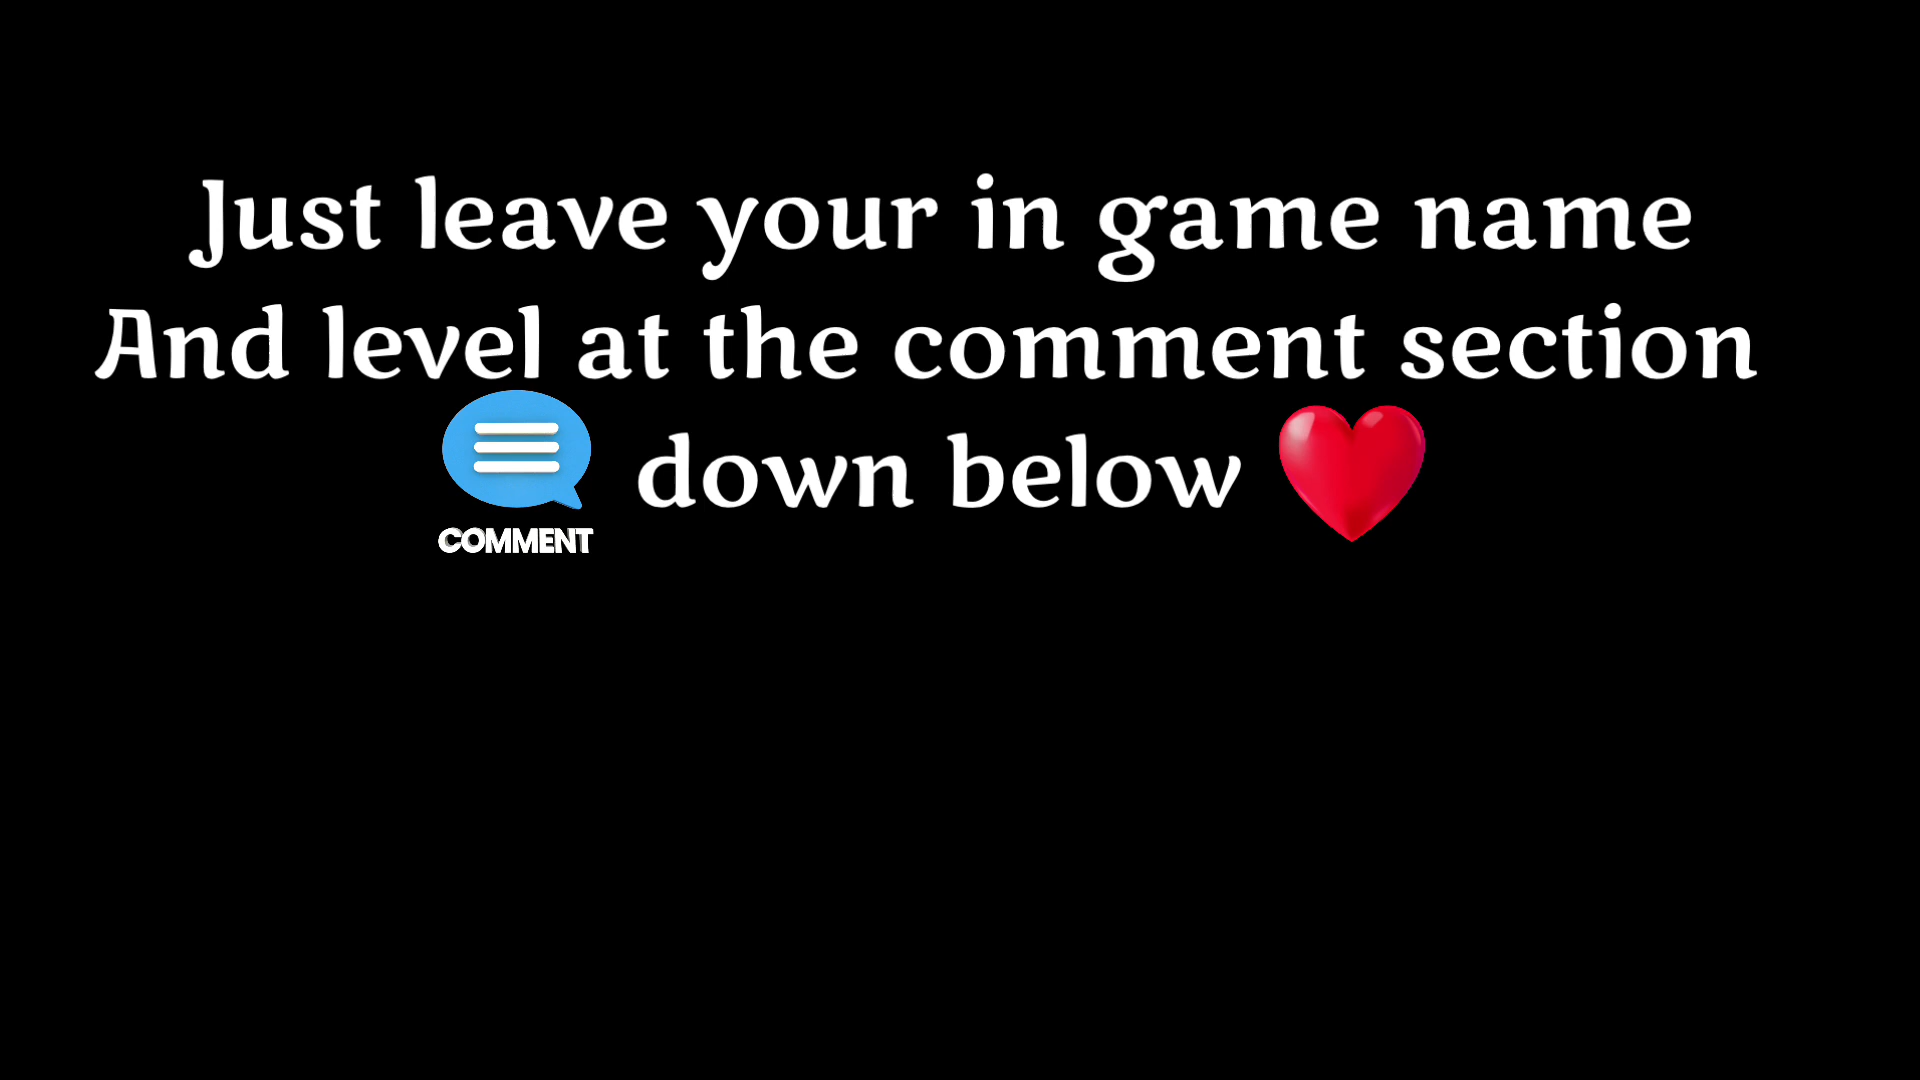 Just leave your in game name
And level at the comment section
down below
COMMENT